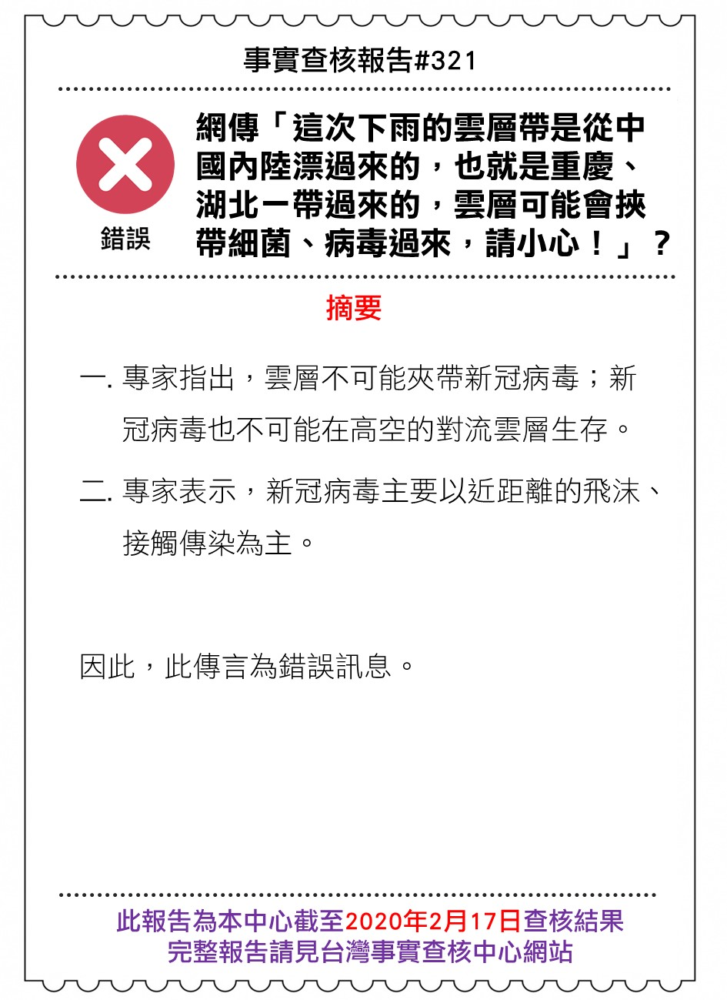 事實查核報告#321
網傳「這次下雨的雲層帶是從中
國內陸漂過來的，也就是重慶、
湖北一帶過來的，雲層可能會挾
帶細菌、病毒過來，請小心！」？
錯誤
摘要
一. 專家指出，雲層不可能夾帶新冠病毒；新
冠病毒也不可能在高空的對流雲層生存。
二. 專家表示，新冠病毒主要以近距離的飛沫、
接觸傳染為主。
因此，此傳言為錯誤訊息。
此報告為本中心截至2020年2月17日查核結果
完整報告請見台灣事實查核中心網站